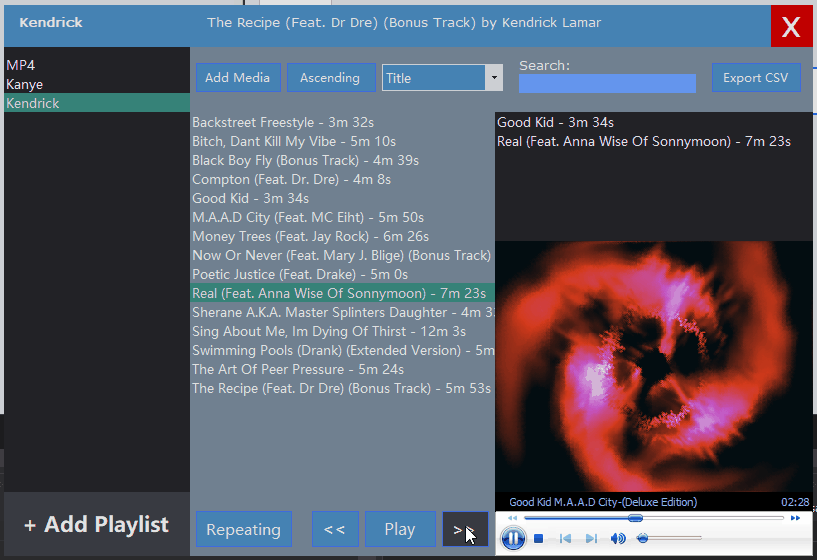 Kendrick
The Recipe (Feat. Dr Dre) (Bonus Track) by Kendrick Lamar
X
MP4
Kanye
Kendrick
Add Media
Ascending
Title
Search:
Export CSV
Backstreet Freestyle - 3m 32s
Bitch, Dant Kill My Vibe - 5m 10s
Black Boy Fly (Bonus Track) - 4m 39s
Compton (Feat. Dr. Dre) - 4m 8s
Good Kid - 3m 34s
M.A.A.D City (Feat. MC Eiht) - 5m 50s
Money Trees (Feat. Jay Rock) - 6m 26s
Now Or Never (Feat. Mary J. Blige) (Bonus Track)
Poetic Justice (Feat. Drake) - 5m 0s
Real (Feat. Anna Wise Of Sonnymoon) - 7m 23s
Sherane A.K.A. Master Splinters Daughter - 4m 3
Sing About Me, Im Dying Of Thirst - 12m 3s
Swimming Pools (Drank) (Extended Version) - 5m
The Art Of Peer Pressure - 5m 24s
The Recipe (Feat. Dr Dre) (Bonus Track) - 5m 53s
Good Kid - 3m 34s
Real (Feat. Anna Wise Of Sonnymoon) - 7m 23s
Good Kid M.A.A.D City-(Deluxe Edition) 02:28
+ Add Playlist
Repeating
<<
Play
>>